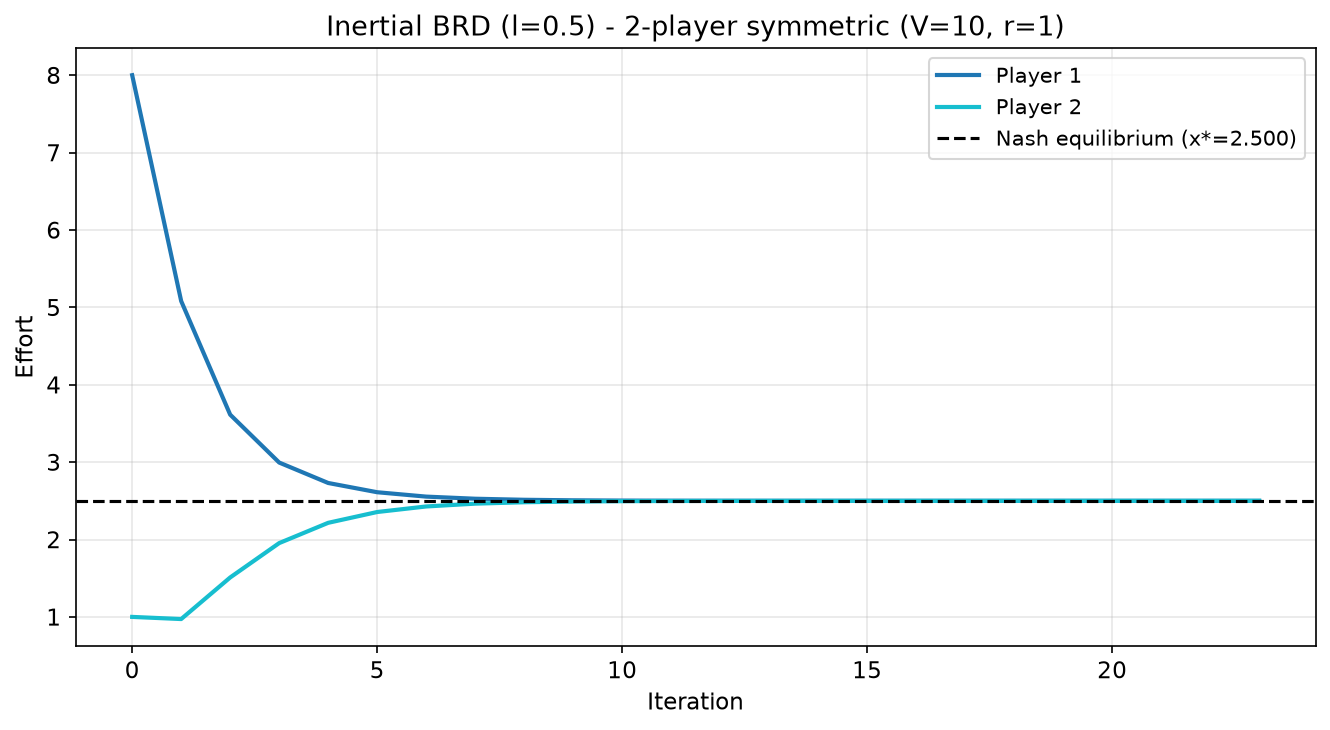 Inertial BRD (l=0.5) - 2-player symmetric (V=10, r=1)
Player 1
Player 2
Nash equilibrium (x*=2.500)
8
7
6
5
4
3
2
1
Effort
0
5
10
15
20
Iteration